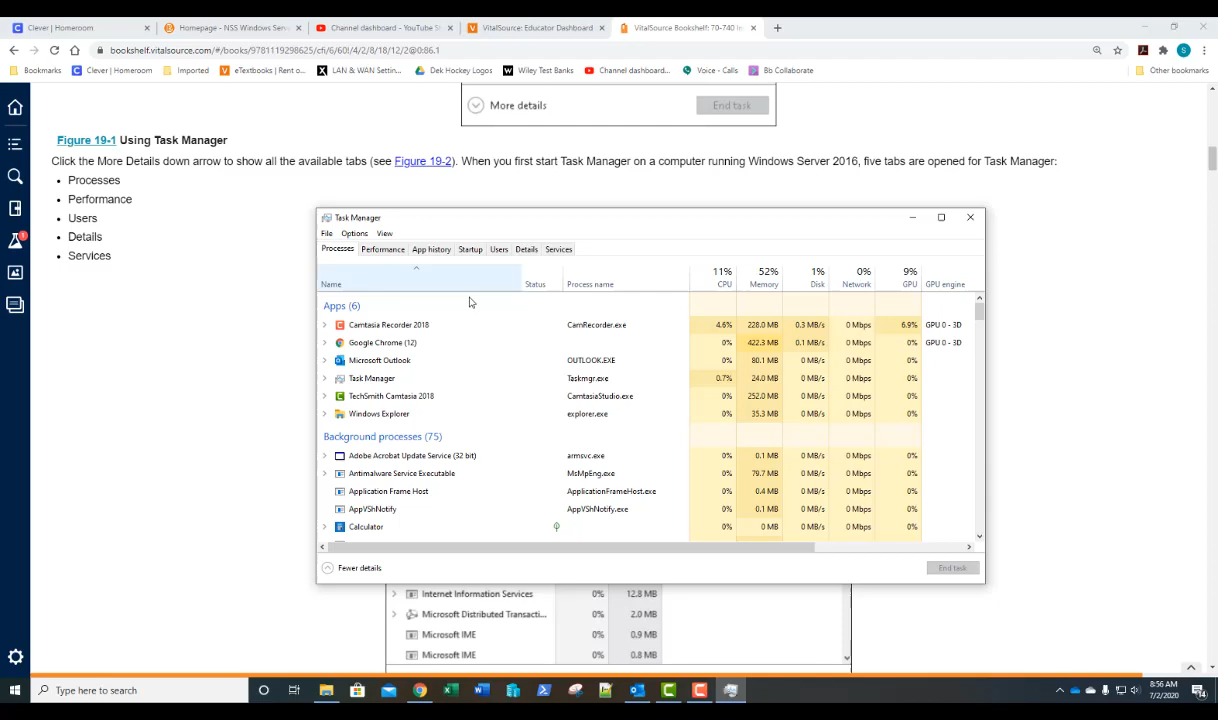 Clever | Homeroom
Homepage - NSS Windows Serv
Channel dashboard - YouTube St
VitalSource: Educator Dashboard
VitalSource Bookshelf: 70-740 In
bookshelf.vitalsource.com/#/books/9781119298625/cfi/6/60!/4/2/8/18/12/2@0:86.1
S
Bookmarks
Clever | Homeroom
Imported
eTextbooks | Rent o...
LAN & WAN Settin...
Dek Hockey Logos
Wiley Test Banks
Channel dashboard...
Voice - Calls
Bb Collaborate
Other bookmarks
More details
End task
Figure 19-1 Using Task Manager
Click the More Details down arrow to show all the available tabs (see Figure 19-2). When you first start Task Manager on a computer running Windows Server 2016, five tabs are opened for Task Manager:
• Processes
• Performance
• Users
• Details
• Services
1
Task Manager
File Options View
Processes Performance App history Startup Users Details Services
11% 52% 1% 0% 9%
Name Status Process name CPU Memory Disk Network GPU GPU engine
Apps (6)
Camtasia Recorder 2018 CamRecorder.exe 4.6% 228.0 MB 0.3 MB/s 0 Mbps 6.9% GPU 0 - 3D
Google Chrome (12) 0% 422.3 MB 0.1 MB/s 0 Mbps 0% GPU 0 - 3D
Microsoft Outlook OUTLOOK.EXE 0% 80.1 MB 0 MB/s 0 Mbps 0%
Task Manager Taskmgr.exe 0.7% 24.0 MB 0 MB/s 0 Mbps 0%
TechSmith Camtasia 2018 CamtasiaStudio.exe 0% 252.0 MB 0 MB/s 0 Mbps 0%
Windows Explorer explorer.exe 0% 35.3 MB 0 MB/s 0 Mbps 0%
Background processes (75)
Adobe Acrobat Update Service (32 bit) armsvc.exe 0% 0.1 MB 0 MB/s 0 Mbps 0%
Antimalware Service Executable MsMpEng.exe 0% 79.7 MB 0 MB/s 0 Mbps 0%
Application Frame Host ApplicationFrameHost.exe 0% 0.4 MB 0 MB/s 0 Mbps 0%
AppVShNotify AppVShNotify.exe 0% 0.1 MB 0 MB/s 0 Mbps 0%
Calculator 0% 0 MB 0 MB/s 0 Mbps 0%
Fewer details
End task
Internet Information Services 0% 12.8 MB
Microsoft Distributed Transacti... 0% 2.0 MB
Microsoft IME 0% 0.9 MB
Microsoft IME 0% 0.8 MB
Type here to search
8:56 AM
7/2/2020
14